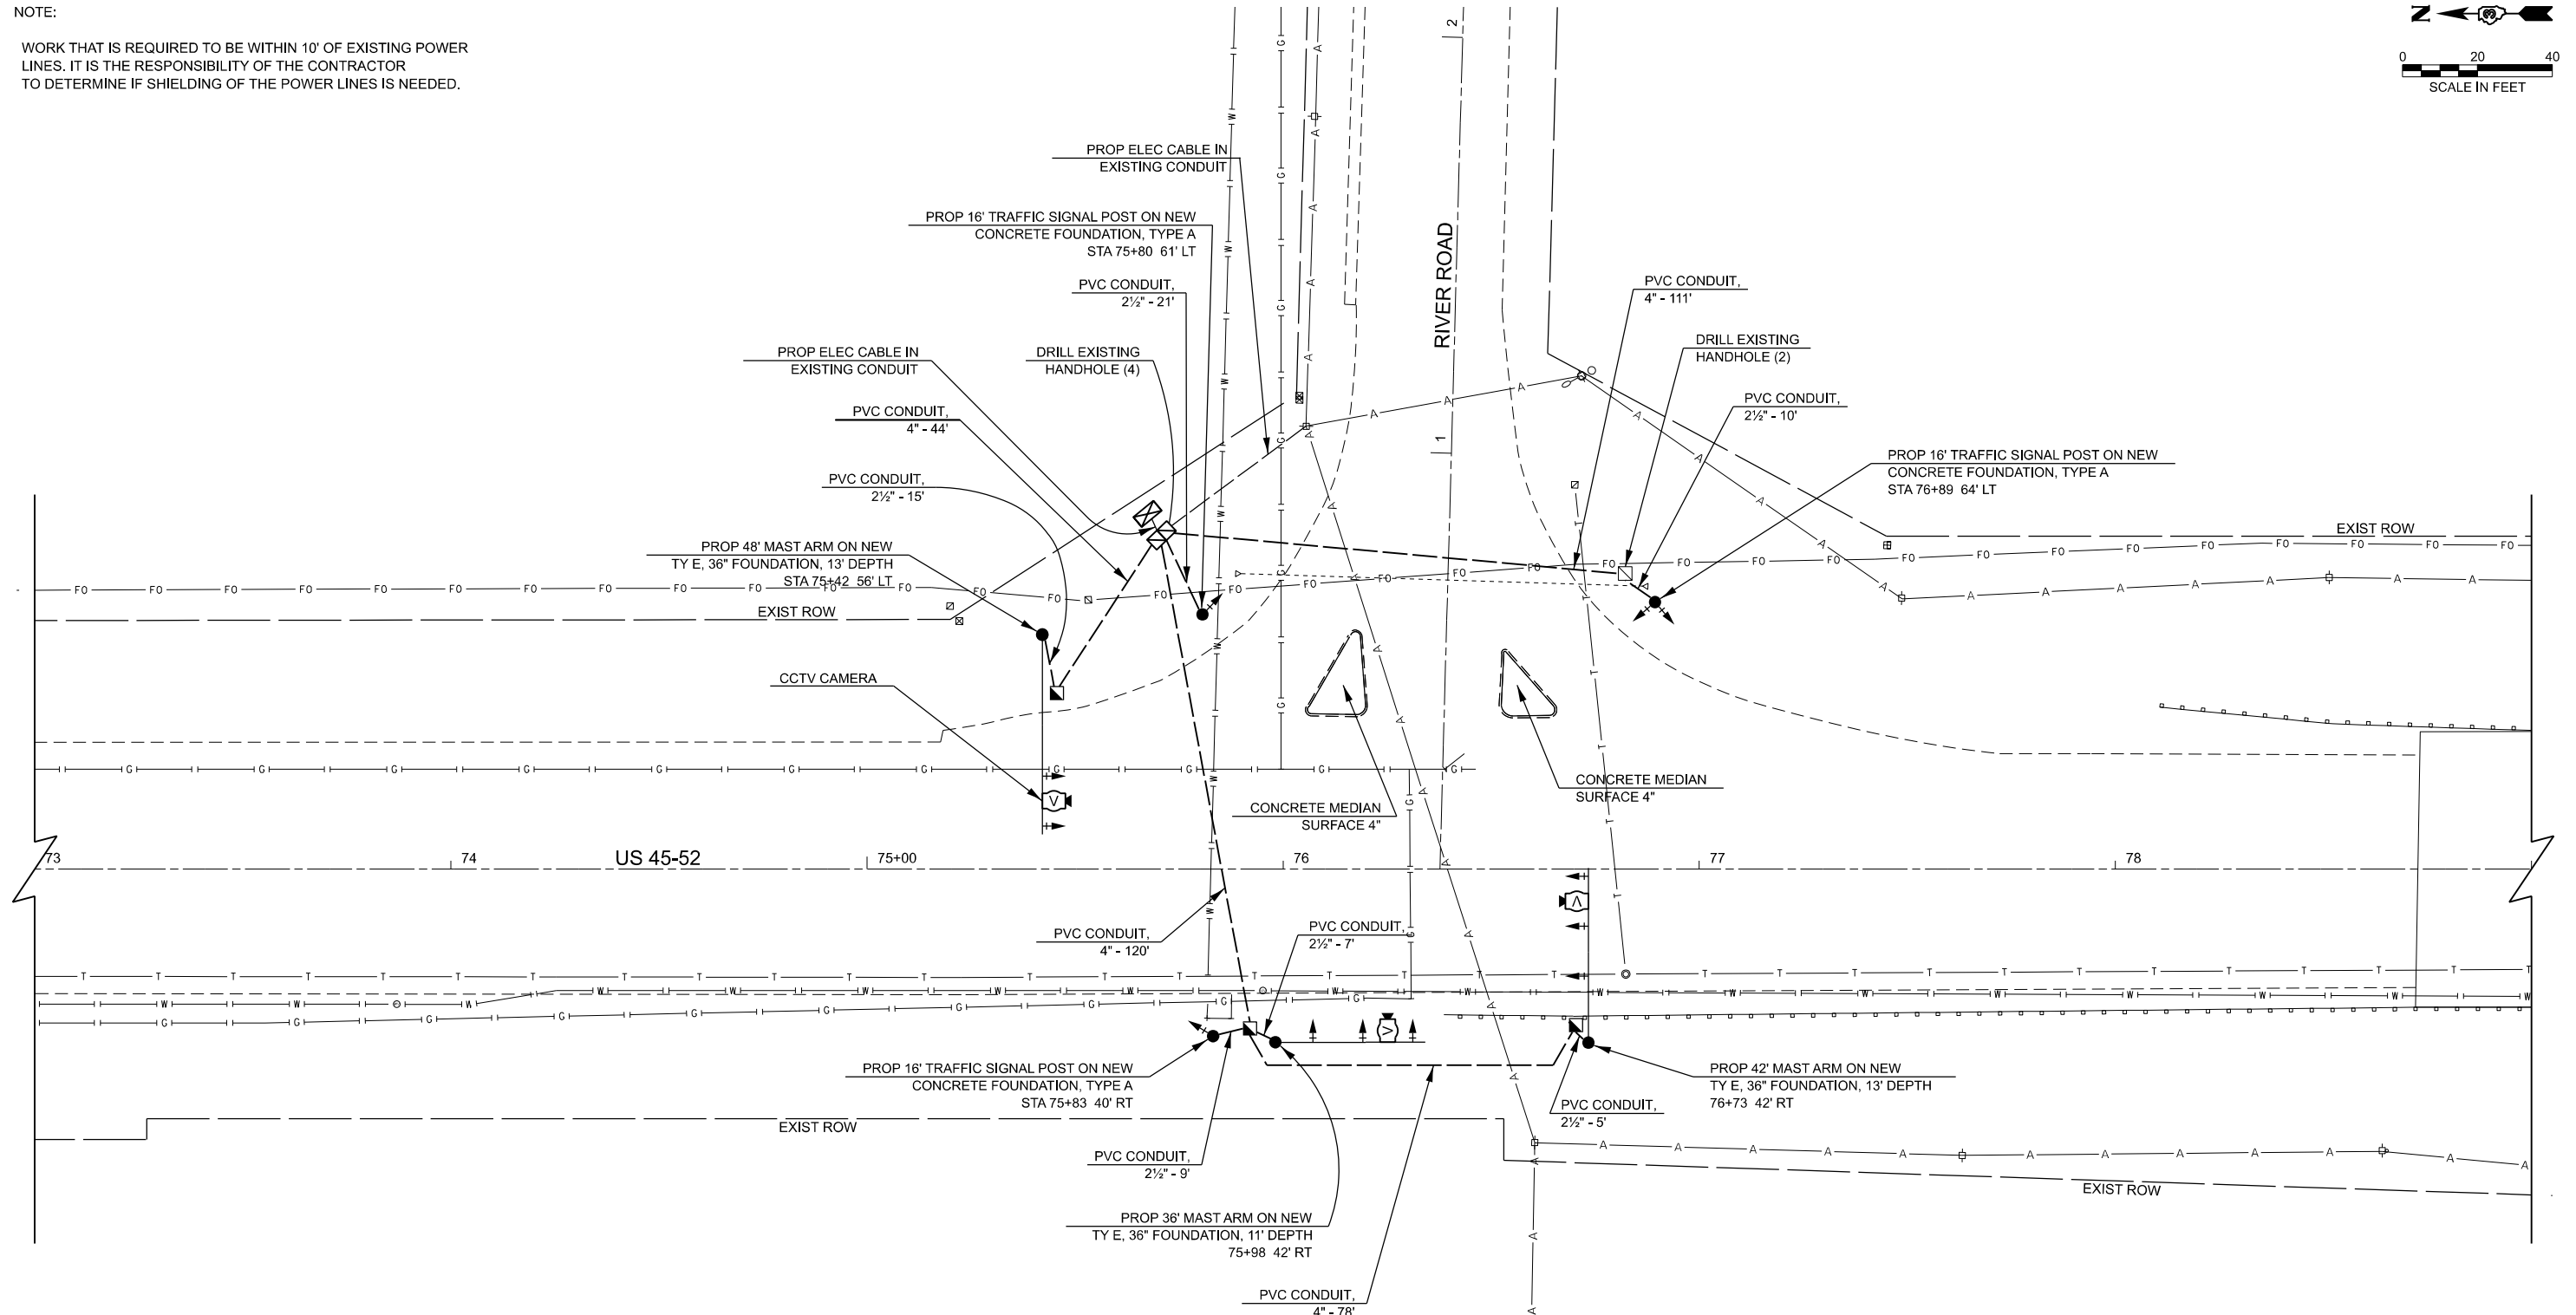 NOTE:
WORK THAT IS REQUIRED TO BE WITHIN 10' OF EXISTING POWER
LINES. IT IS THE RESPONSIBILITY OF THE CONTRACTOR
TO DETERMINE IF SHIELDING OF THE POWER LINES IS NEEDED.
N
3
0 20 40
SCALE IN FEET
2
PROP ELEC CABLE IN
EXISTING CONDUIT
PROP 16' TRAFFIC SIGNAL POST ON NEW
CONCRETE FOUNDATION, TYPE A
STA 75+80 61' LT
PVC CONDUIT,
2½" - 21'
RIVER ROAD
PVC CONDUIT,
4" - 111'
PROP ELEC CABLE IN
EXISTING CONDUIT
DRILL EXISTING
HANDHOLE (4)
DRILL EXISTING
HANDHOLE (2)
PVC CONDUIT,
4" - 44'
PVC CONDUIT,
2½" - 10'
1
PVC CONDUIT,
2½" - 15'
PROP 16' TRAFFIC SIGNAL POST ON NEW
CONCRETE FOUNDATION, TYPE A
STA 76+89 64' LT
EXIST ROW
PROP 48' MAST ARM ON NEW
TY E, 36" FOUNDATION, 13' DEPTH
STA 75+42 56' LT
EXIST ROW
CCTV CAMERA
CONCRETE MEDIAN
SURFACE 4"
CONCRETE MEDIAN
SURFACE 4"
73 74 US 45-52 75+00 76 77 78
PVC CONDUIT,
4" - 120'
PVC CONDUIT,
2½" - 7'
PROP 16' TRAFFIC SIGNAL POST ON NEW
CONCRETE FOUNDATION, TYPE A
STA 75+83 40' RT
PROP 42' MAST ARM ON NEW
TY E, 36" FOUNDATION, 13' DEPTH
76+73 42' RT
PVC CONDUIT,
2½" - 5'
EXIST ROW
PVC CONDUIT,
2½" - 9'
EXIST ROW
PROP 36' MAST ARM ON NEW
TY E, 36" FOUNDATION, 11' DEPTH
75+98 42' RT
PVC CONDUIT,
4" - 78'